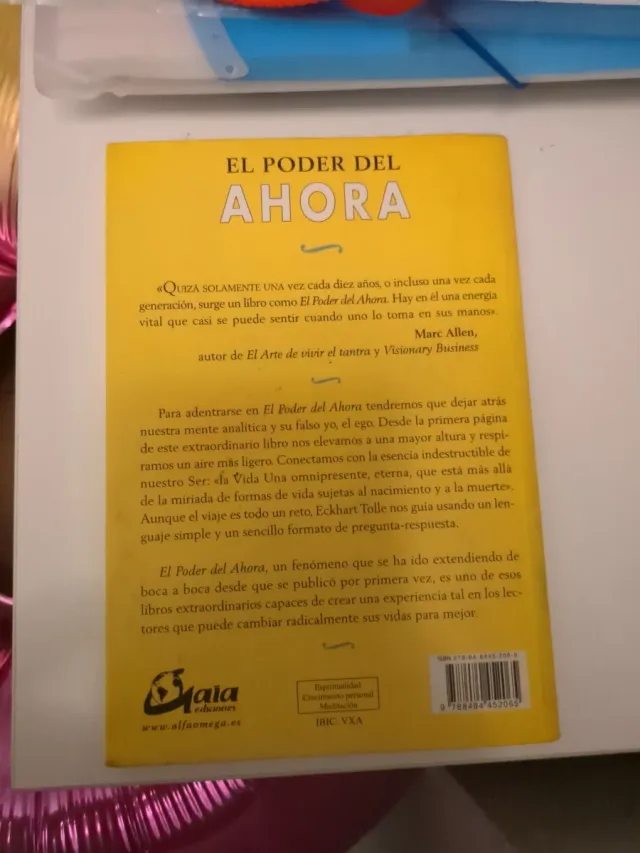 EL PODER DEL
AHORA
«QUIZÁ SOLAMENTE UNA vez cada diez años, o incluso una vez cada
generación, surge un libro como El Poder del Ahora. Hay en él una energía
vital que casi se puede sentir cuando uno lo toma en sus manos».
Marc Allen,
autor de El Arte de vivir el tantra y Visionary Business
Para adentrarse en El Poder del Ahora tendremos que dejar atrás
nuestra mente analítica y su falso yo, el ego. Desde la primera página
de este extraordinario libro nos elevamos a una mayor altura y respi-
ramos un aire más ligero. Conectamos con la esencia indestructible de
nuestro Ser: «la Vida Una omnipresente, eterna, que está más allá
de la miríada de formas de vida sujetas al nacimiento y a la muerte».
Aunque el viaje es todo un reto, Eckhart Tolle nos guía usando un len-
guaje simple y un sencillo formato de pregunta-respuesta.
El Poder del Ahora, un fenómeno que se ha ido extendiendo de
boca a boca desde que se publicó por primera vez, es uno de esos
libros extraordinarios capaces de crear una experiencia tal en los lec-
tores que puede cambiar radicalmente sus vidas para mejor.
Gaia
ediciones
www.alfaomega.es
Espiritualidad
Crecimiento personal
Meditación
IBIC: VXA
ISBN 978-84-8445-206-5
9 788484 452065